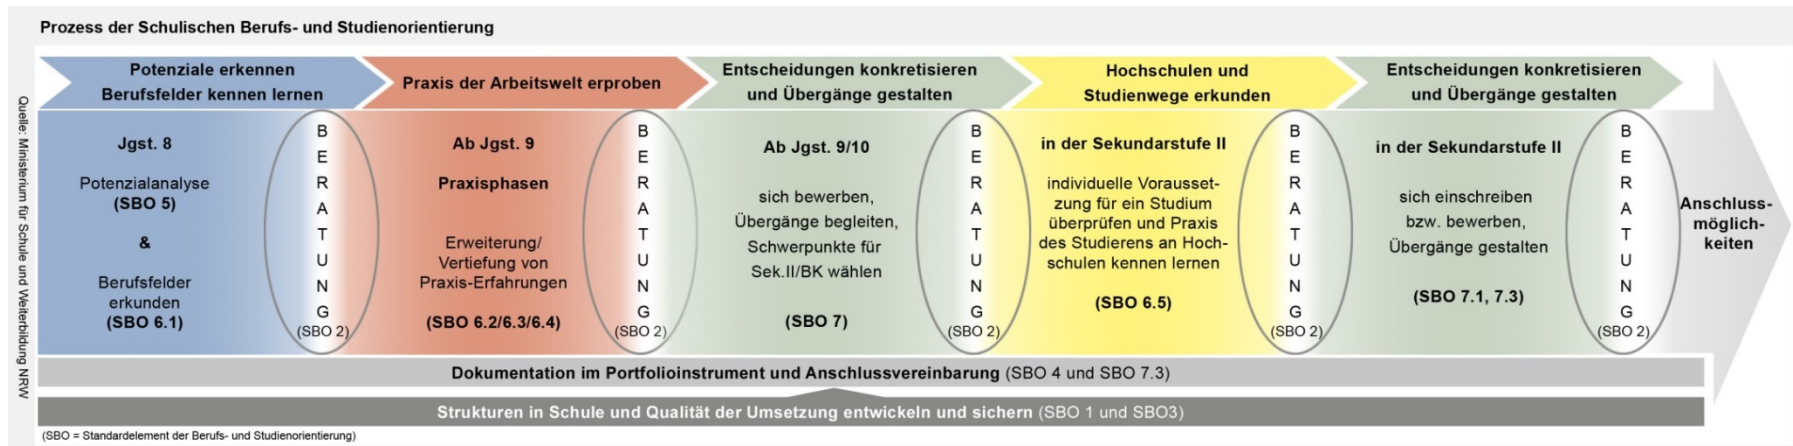 Prozess der Schulischen Berufs- und Studienorientierung
Quelle: Ministerium für Schule und Weiterbildung NRW
Potenziale erkennen
Berufsfelder kennen lernen
Jgst. 8
Potenzialanalyse
(SBO 5)
&
Berufsfelder
erkunden
(SBO 6.1)
BERATUNG
(SBO 2)
Praxis der Arbeitswelt erproben
Ab Jgst. 9
Praxisphasen
Erweiterung/
Vertiefung von
Praxis-Erfahrungen
(SBO 6.2/6.3/6.4)
BERATUNG
(SBO 2)
Entscheidungen konkretisieren
und Übergänge gestalten
Ab Jgst. 9/10
sich bewerben,
Übergänge begleiten,
Schwerpunkte für
Sek.II/BK wählen
(SBO 7)
BERATUNG
(SBO 2)
Hochschulen und
Studienwege erkunden
in der Sekundarstufe II
individuelle Vorausset-
zung für ein Studium
überprüfen und Praxis
des Studierens an Hoch-
schulen kennen lernen
(SBO 6.5)
BERATUNG
(SBO 2)
Entscheidungen konkretisieren
und Übergänge gestalten
in der Sekundarstufe II
sich einschreiben
bzw. bewerben,
Übergänge gestalten
(SBO 7.1, 7.3)
BERATUNG
(SBO 2)
Anschluss-
möglich-
keiten
Dokumentation im Portfolioinstrument und Anschlussvereinbarung (SBO 4 und SBO 7.3)
Strukturen in Schule und Qualität der Umsetzung entwickeln und sichern (SBO 1 und SBO3)
(SBO = Standardelement der Berufs- und Studienorientierung)